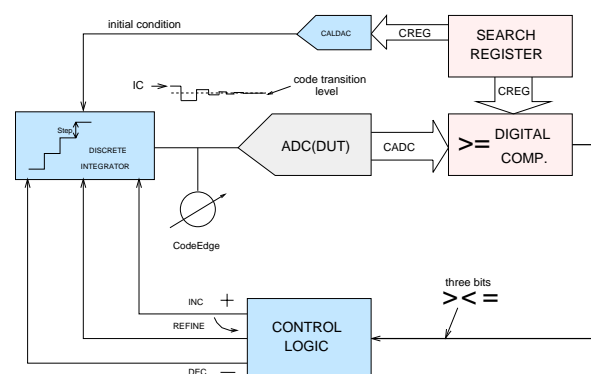 initial condition
CALDAC
CREG
SEARCH
REGISTER
IC
code transition
level
CREG
Step
DISCRETE
INTEGRATOR
ADC(DUT)
CADC
>= DIGITAL
COMP.
CodeEdge
three bits
> < =
INC +
REFINE
CONTROL
LOGIC
DEC −